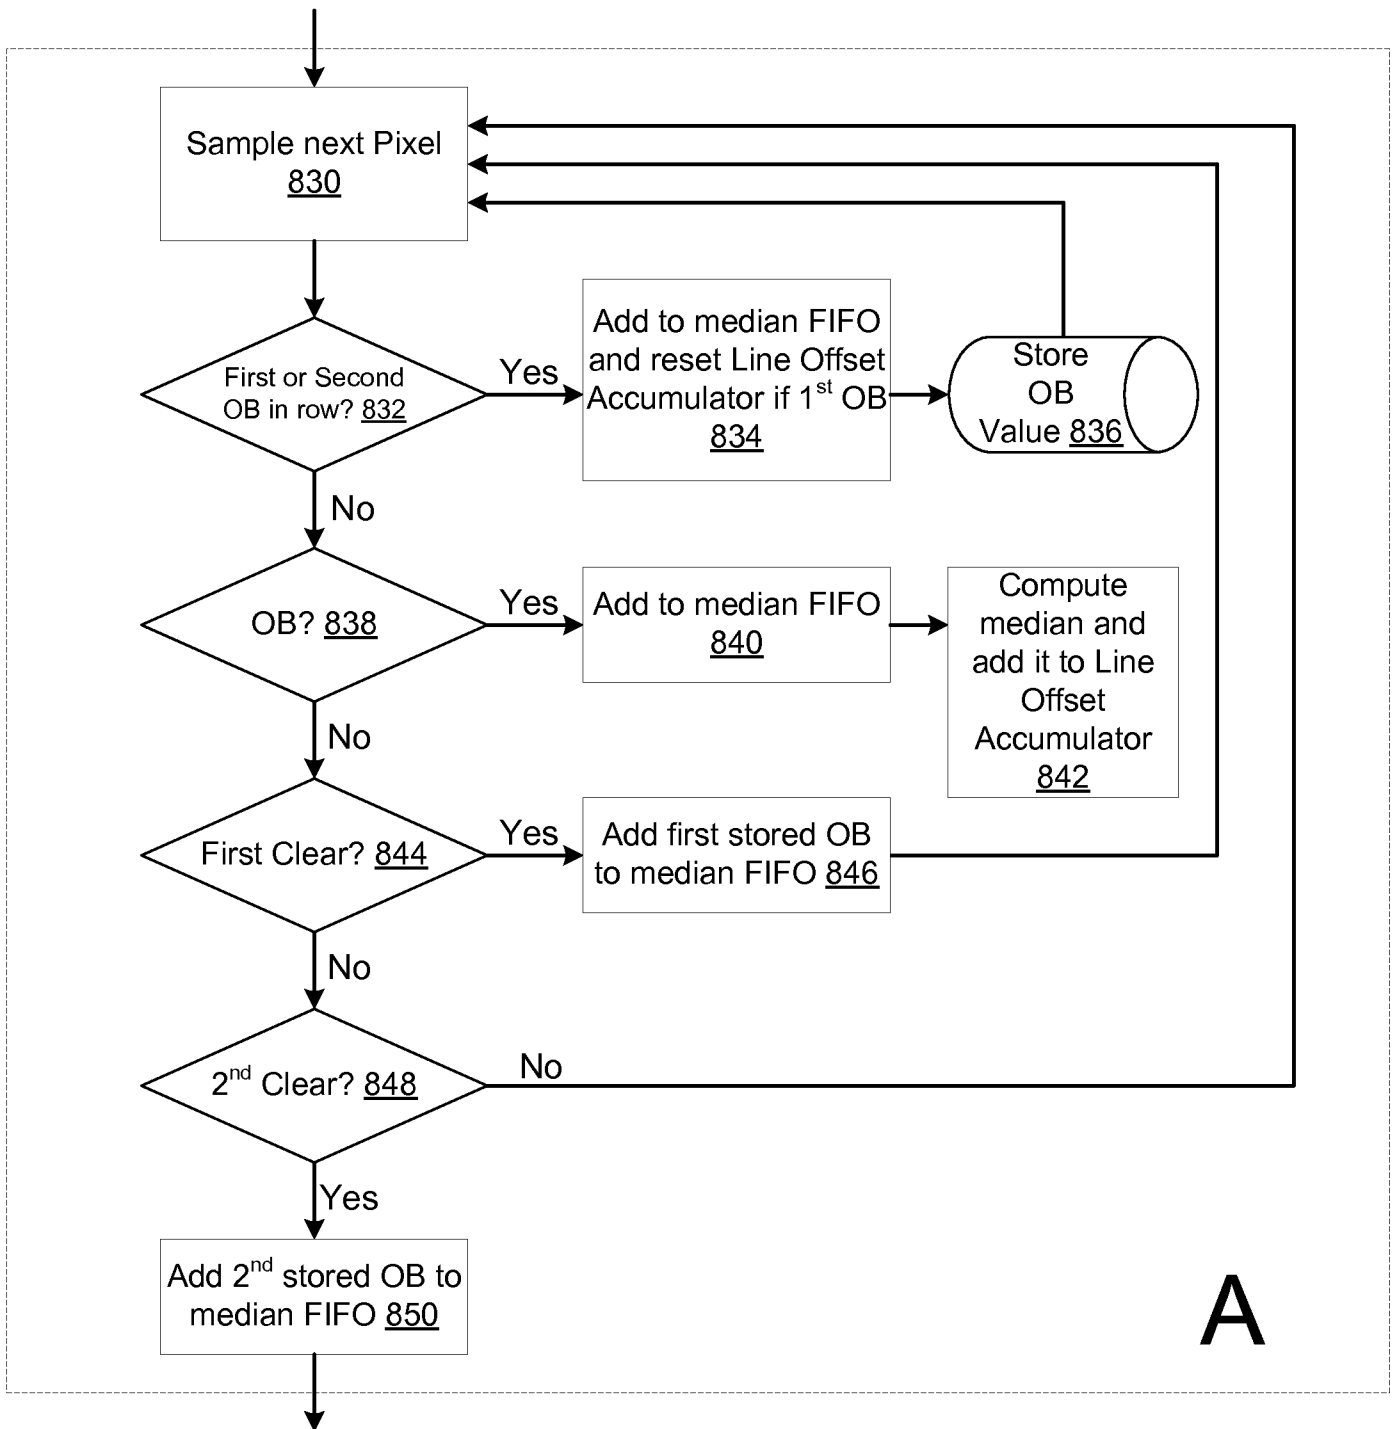 Sample next Pixel
830
First or Second
OB in row? 832
Yes
Add to median FIFO
and reset Line Offset
Accumulator if 1st OB
834
Store
OB
Value 836
No
OB? 838
Yes
Add to median FIFO
840
Compute
median and
add it to Line
Offset
Accumulator
842
No
First Clear? 844
Yes
Add first stored OB
to median FIFO 846
No
2nd Clear? 848
No
Yes
Add 2nd stored OB to
median FIFO 850
A